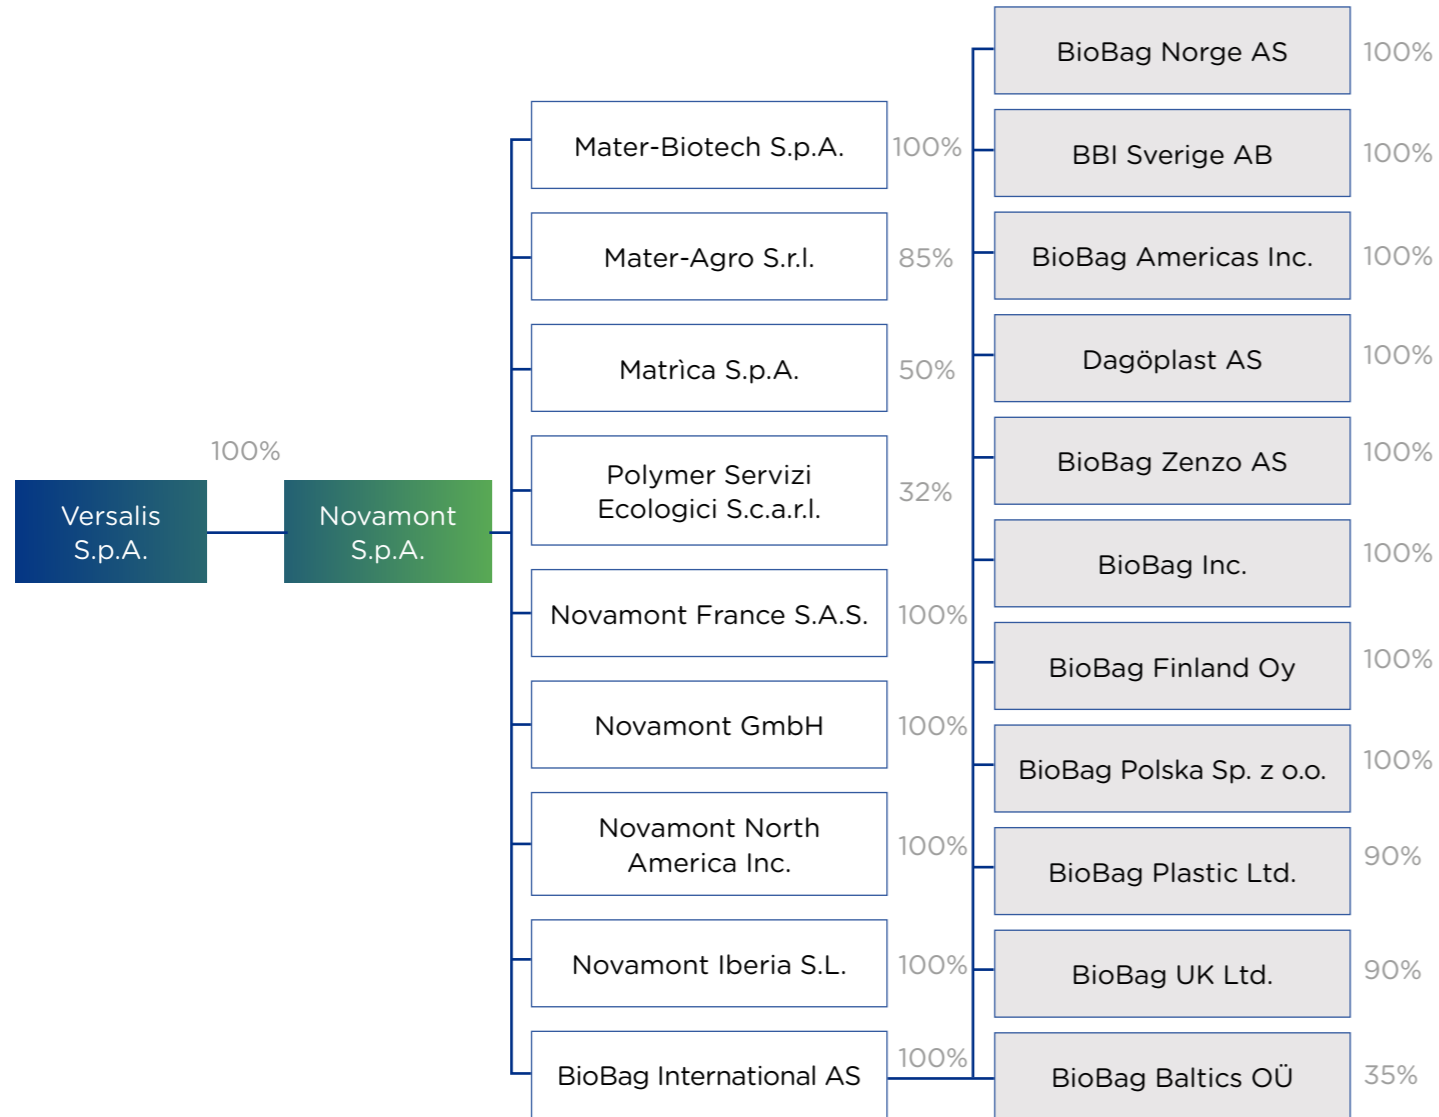 Versalis
S.p.A.
100%
Novamont
S.p.A.
Mater-Biotech S.p.A.
100%
Mater-Agro S.r.l.
85%
Matrìca S.p.A.
50%
Polymer Servizi
Ecologici S.c.a.r.l.
32%
Novamont France S.A.S.
100%
Novamont GmbH
100%
Novamont North
America Inc.
100%
Novamont Iberia S.L.
100%
BioBag International AS
100%
BioBag Norge AS
100%
BBI Sverige AB
100%
BioBag Americas Inc.
100%
Dagöplast AS
100%
BioBag Zenzo AS
100%
BioBag Inc.
100%
BioBag Finland Oy
100%
BioBag Polska Sp. z o.o.
100%
BioBag Plastic Ltd.
90%
BioBag UK Ltd.
90%
BioBag Baltics OÜ
35%